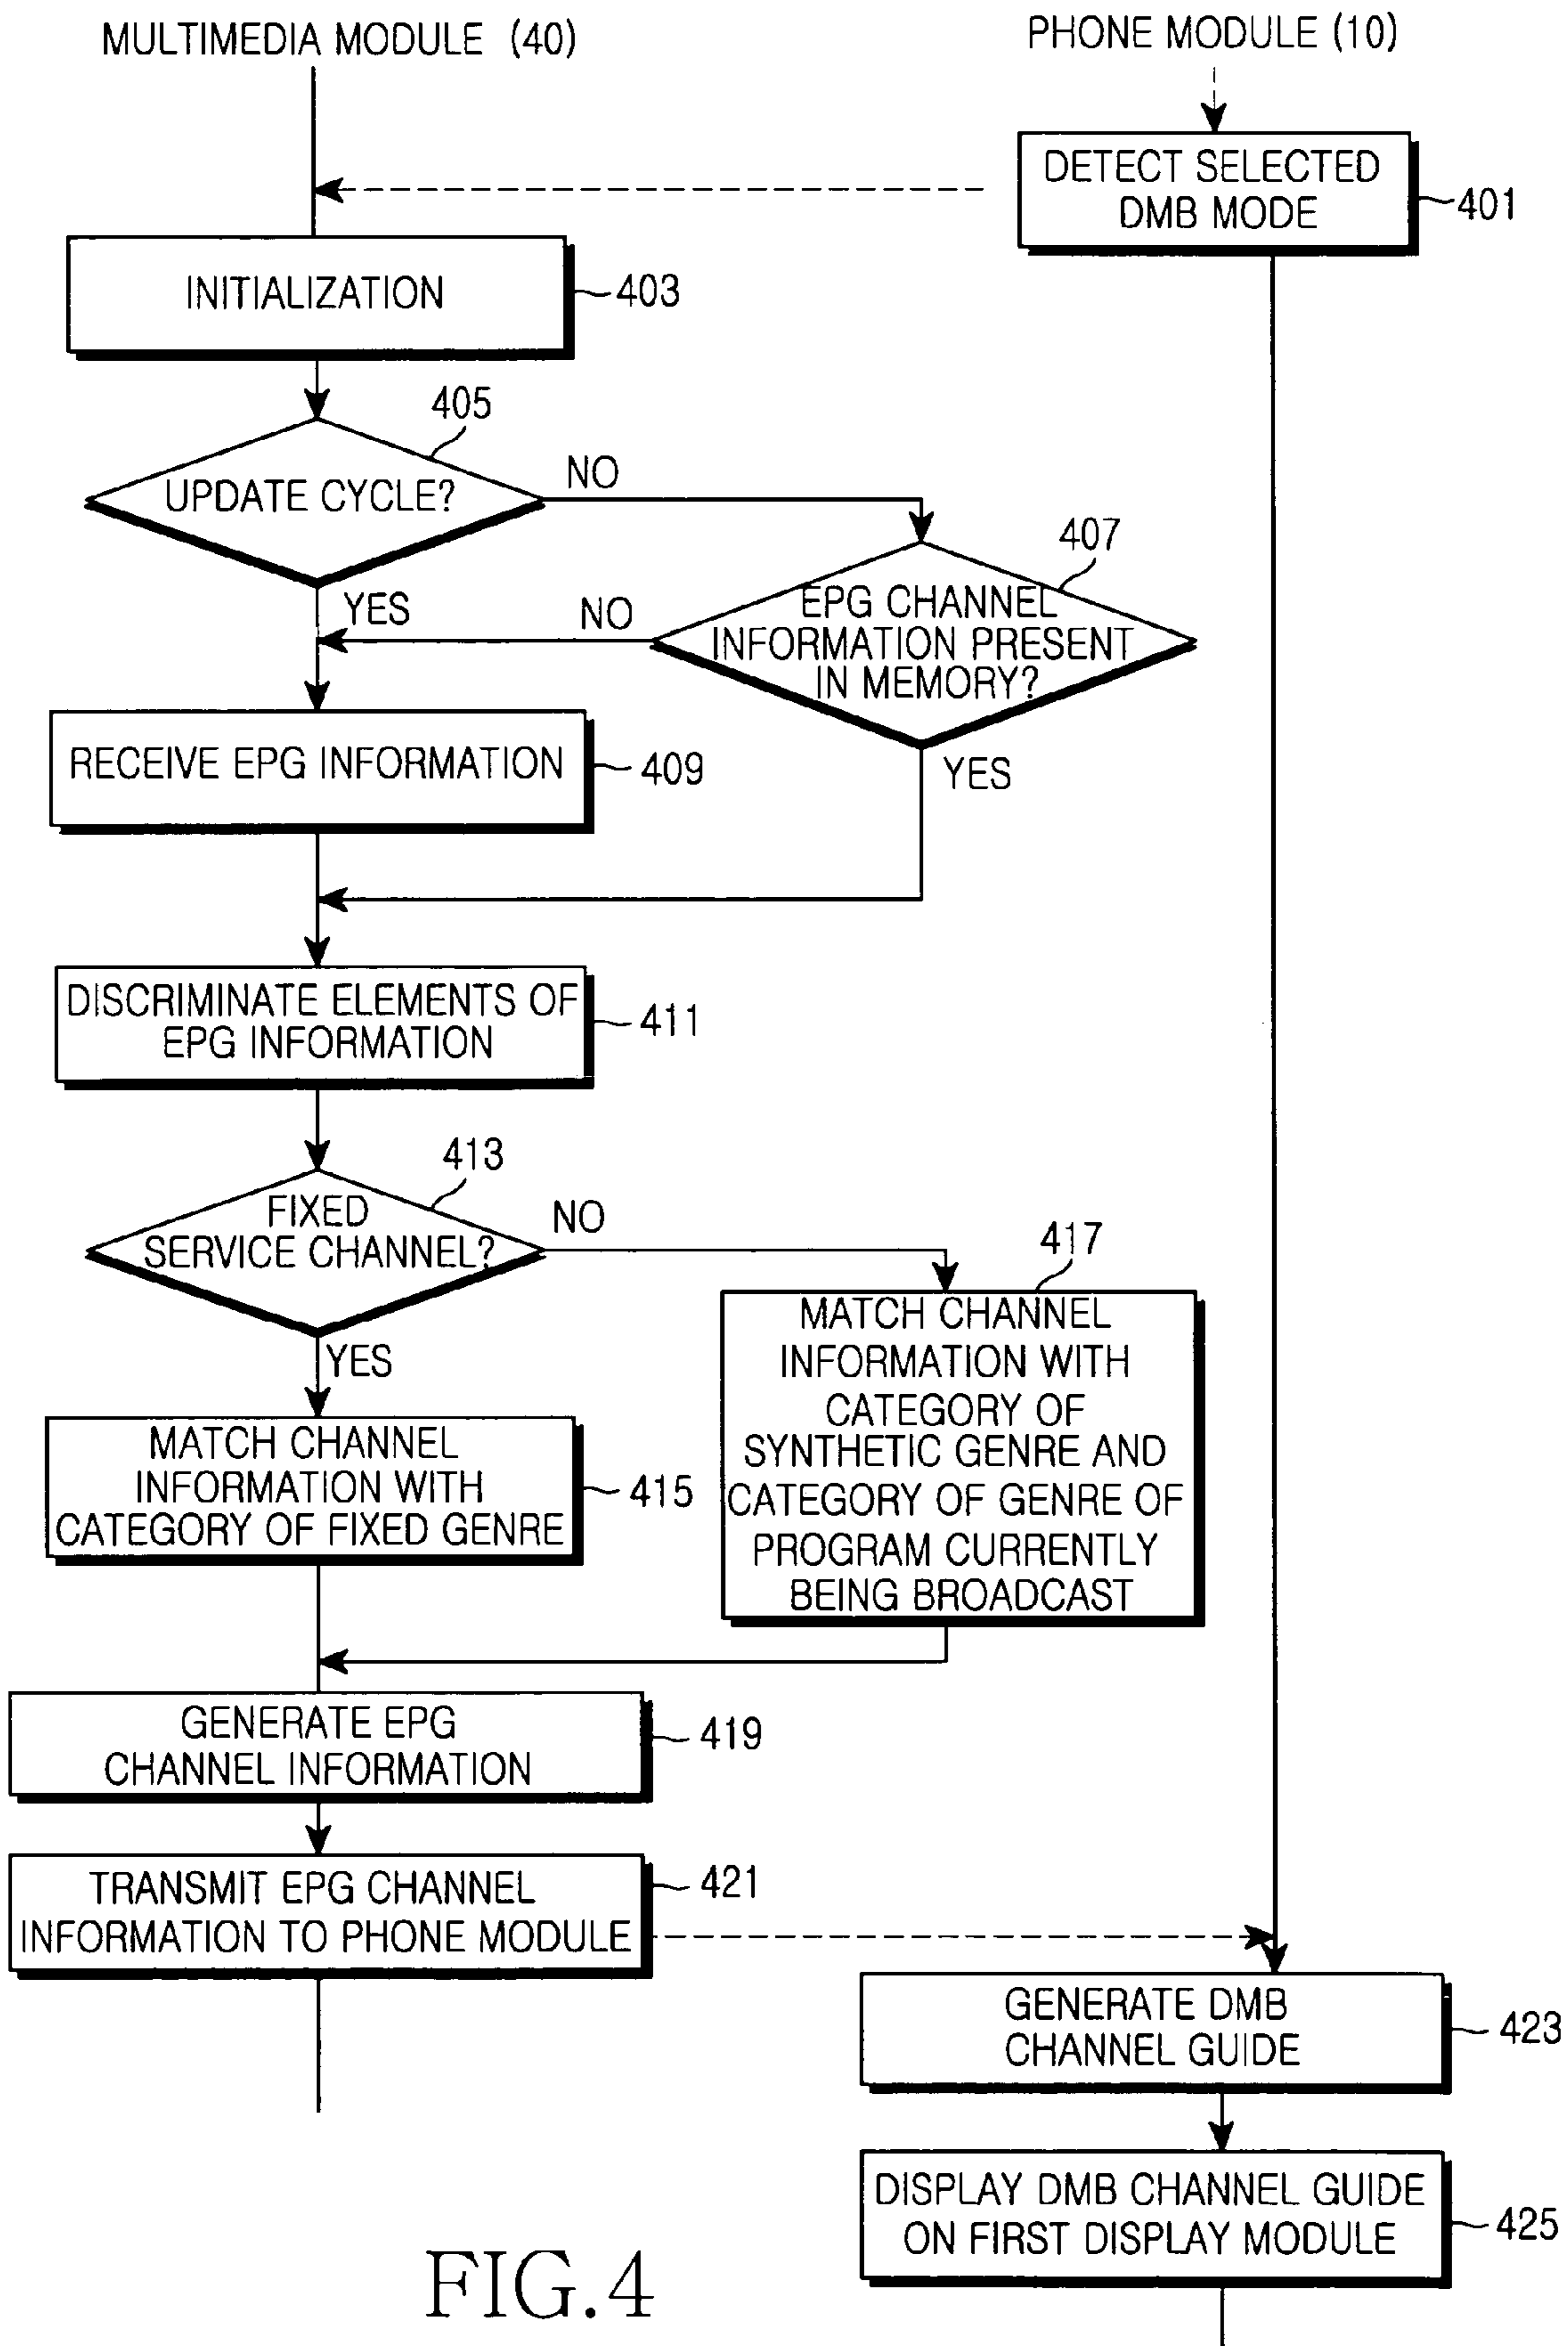 MULTIMEDIA MODULE (40)
PHONE MODULE (10)
DETECT SELECTED
DMB MODE
401
INITIALIZATION
403
405
UPDATE CYCLE?
NO
YES
407
EPG CHANNEL
INFORMATION PRESENT
IN MEMORY?
NO
YES
RECEIVE EPG INFORMATION
409
DISCRIMINATE ELEMENTS OF
EPG INFORMATION
411
413
FIXED
SERVICE CHANNEL?
NO
YES
417
MATCH CHANNEL
INFORMATION WITH
CATEGORY OF
SYNTHETIC GENRE AND
CATEGORY OF GENRE OF
PROGRAM CURRENTLY
BEING BROADCAST
MATCH CHANNEL
INFORMATION WITH
CATEGORY OF FIXED GENRE
415
GENERATE EPG
CHANNEL INFORMATION
419
TRANSMIT EPG CHANNEL
INFORMATION TO PHONE MODULE
421
GENERATE DMB
CHANNEL GUIDE
423
DISPLAY DMB CHANNEL GUIDE
ON FIRST DISPLAY MODULE
425
FIG.4